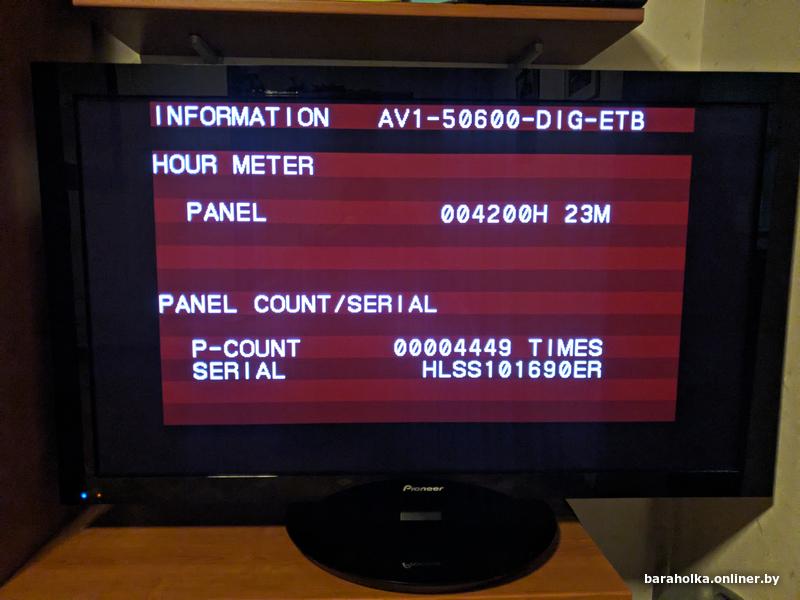 INFORMATION AV1-50600-DIG-ETB
HOUR METER
PANEL 004200H 23M
PANEL COUNT/SERIAL
P-COUNT 00004449 TIMES
SERIAL HLSS101690ER
Pioneer
baraholka.onliner.by